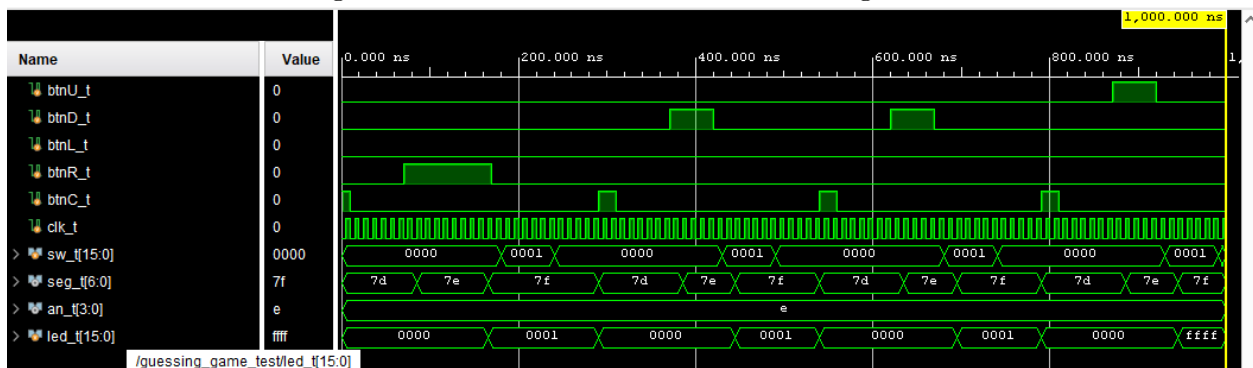 1,000.000 ns
Name Value 0.000 ns 200.000 ns 400.000 ns 600.000 ns 800.000 ns 1,
btnU_t 0
btnD_t 0
btnL_t 0
btnR_t 0
btnC_t 0
clk_t 0
> sw_t[15:0] 0000 0000 0001 0000 0001 0000 0001 0000 0001
> seg_t[6:0] 7f 7d 7e 7f 7d 7e 7f 7d 7e 7f 7d 7e 7f
> an_t[3:0] e e
> led_t[15:0] ffff 0000 0001 0000 0001 0000 0001 0000 ffff
/guessing_game_test/led_t[15:0]